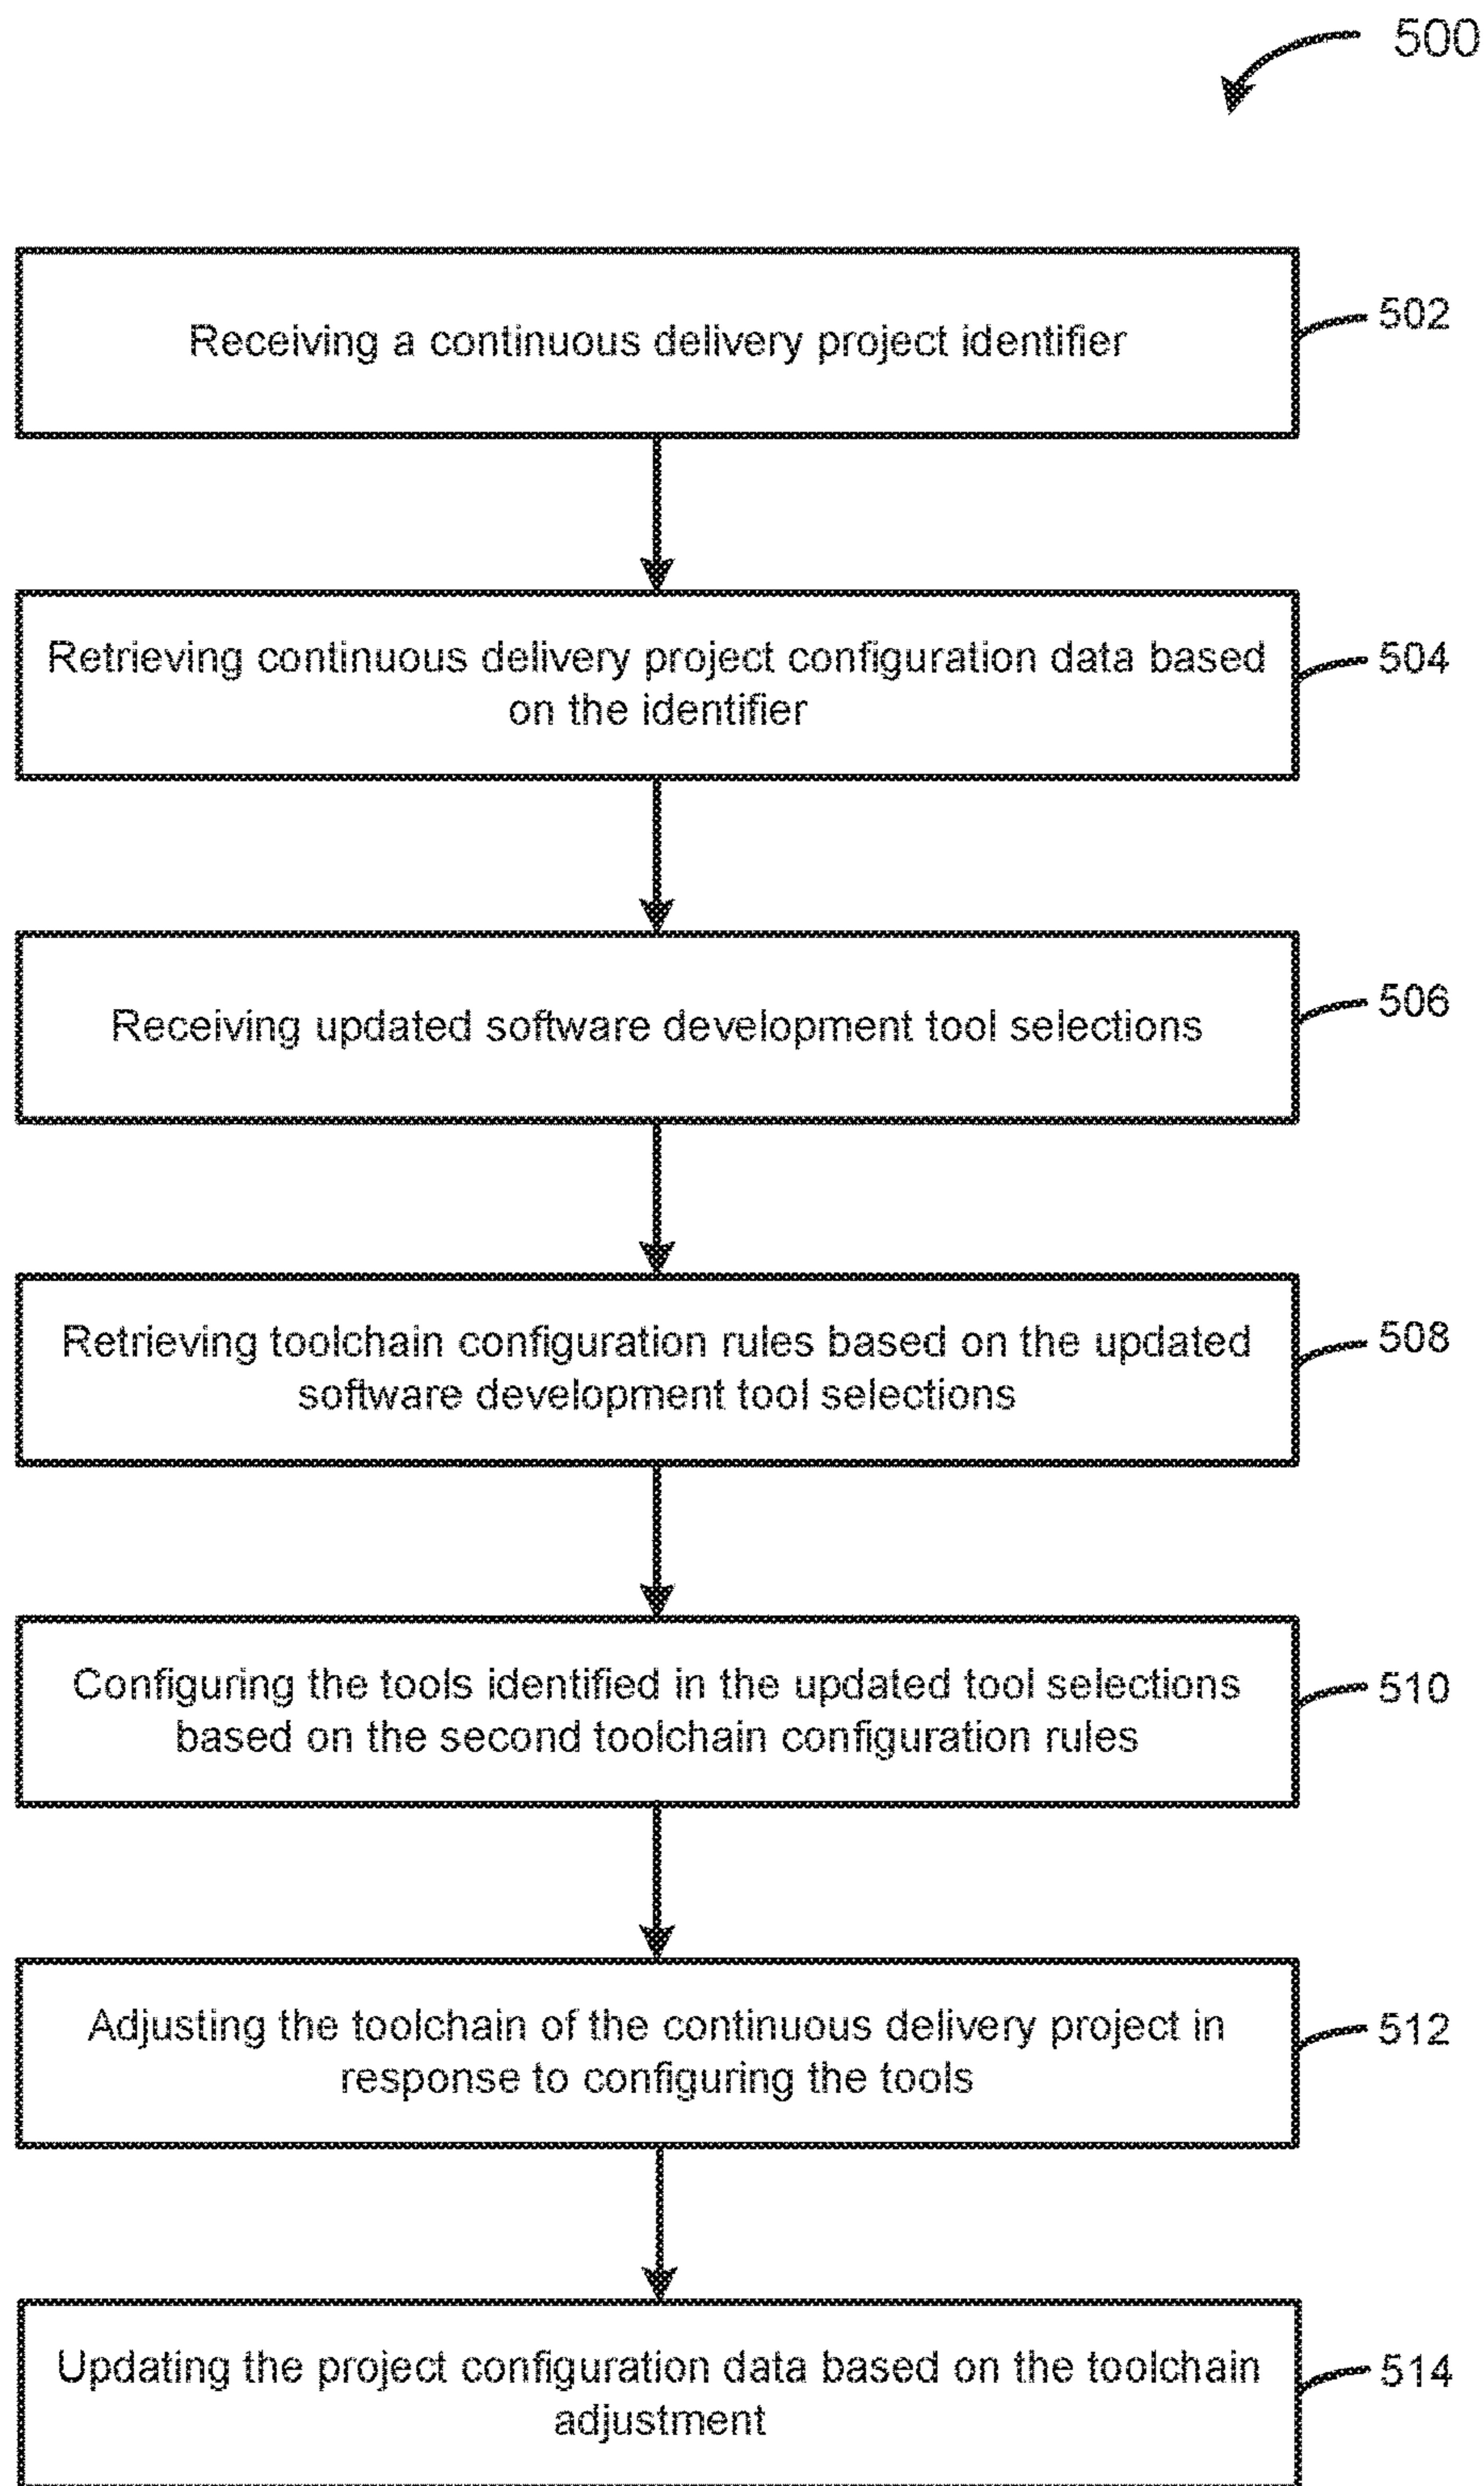 500
Receiving a continuous delivery project identifier
502
Retrieving continuous delivery project configuration data based
on the identifier
504
Receiving updated software development tool selections
506
Retrieving toolchain configuration rules based on the updated
software development tool selections
508
Configuring the tools identified in the updated tool selections
based on the second toolchain configuration rules
510
Adjusting the toolchain of the continuous delivery project in
response to configuring the tools
512
Updating the project configuration data based on the toolchain
adjustment
514